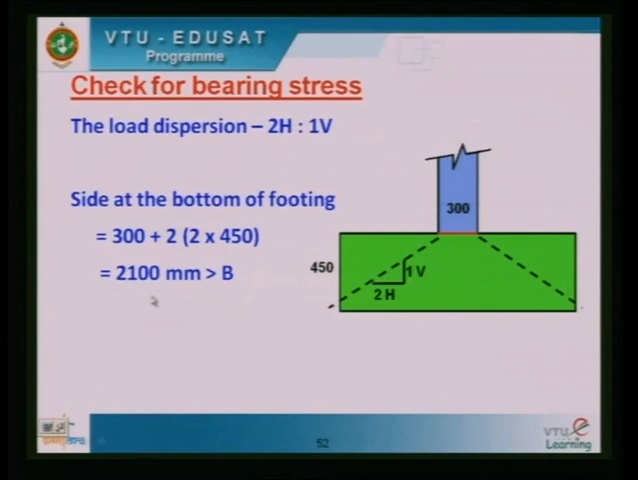 VTU - EDUSAT
Programme
Check for bearing stress
The load dispersion – 2H : 1V
Side at the bottom of footing
= 300 + 2 (2 x 450)
= 2100 mm > B
300
450
1 V
2 H
52
VTU e
Learning